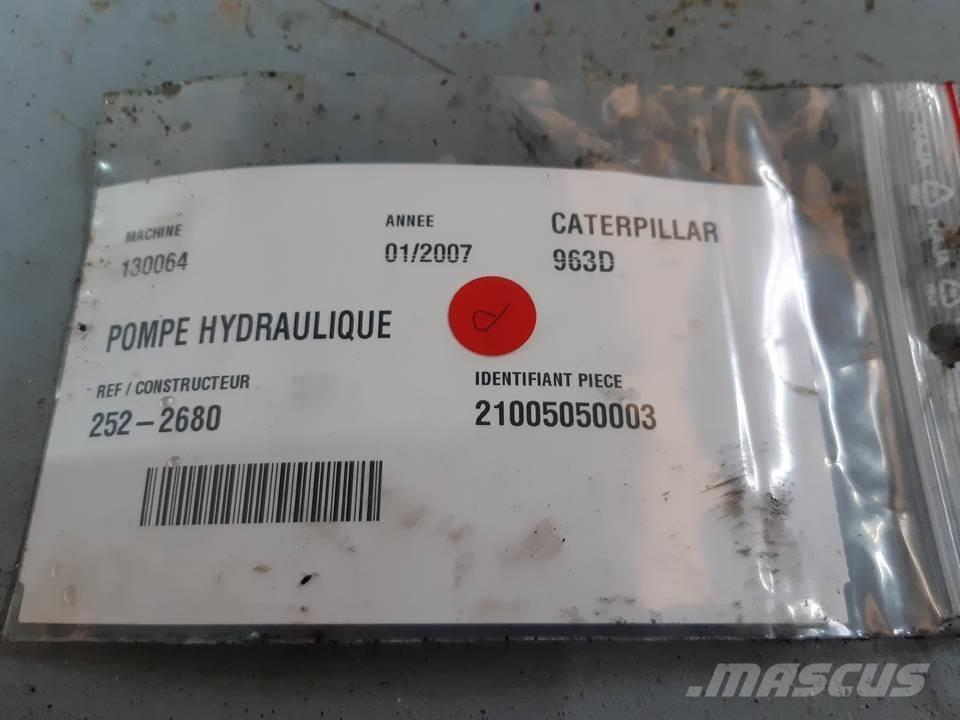 MACHINE
130064
ANNEE
01/2007
CATERPILLAR
963D
POMPE HYDRAULIQUE
REF / CONSTRUCTEUR
252-2680
IDENTIFIANT PIECE
21005050003
MASCUS